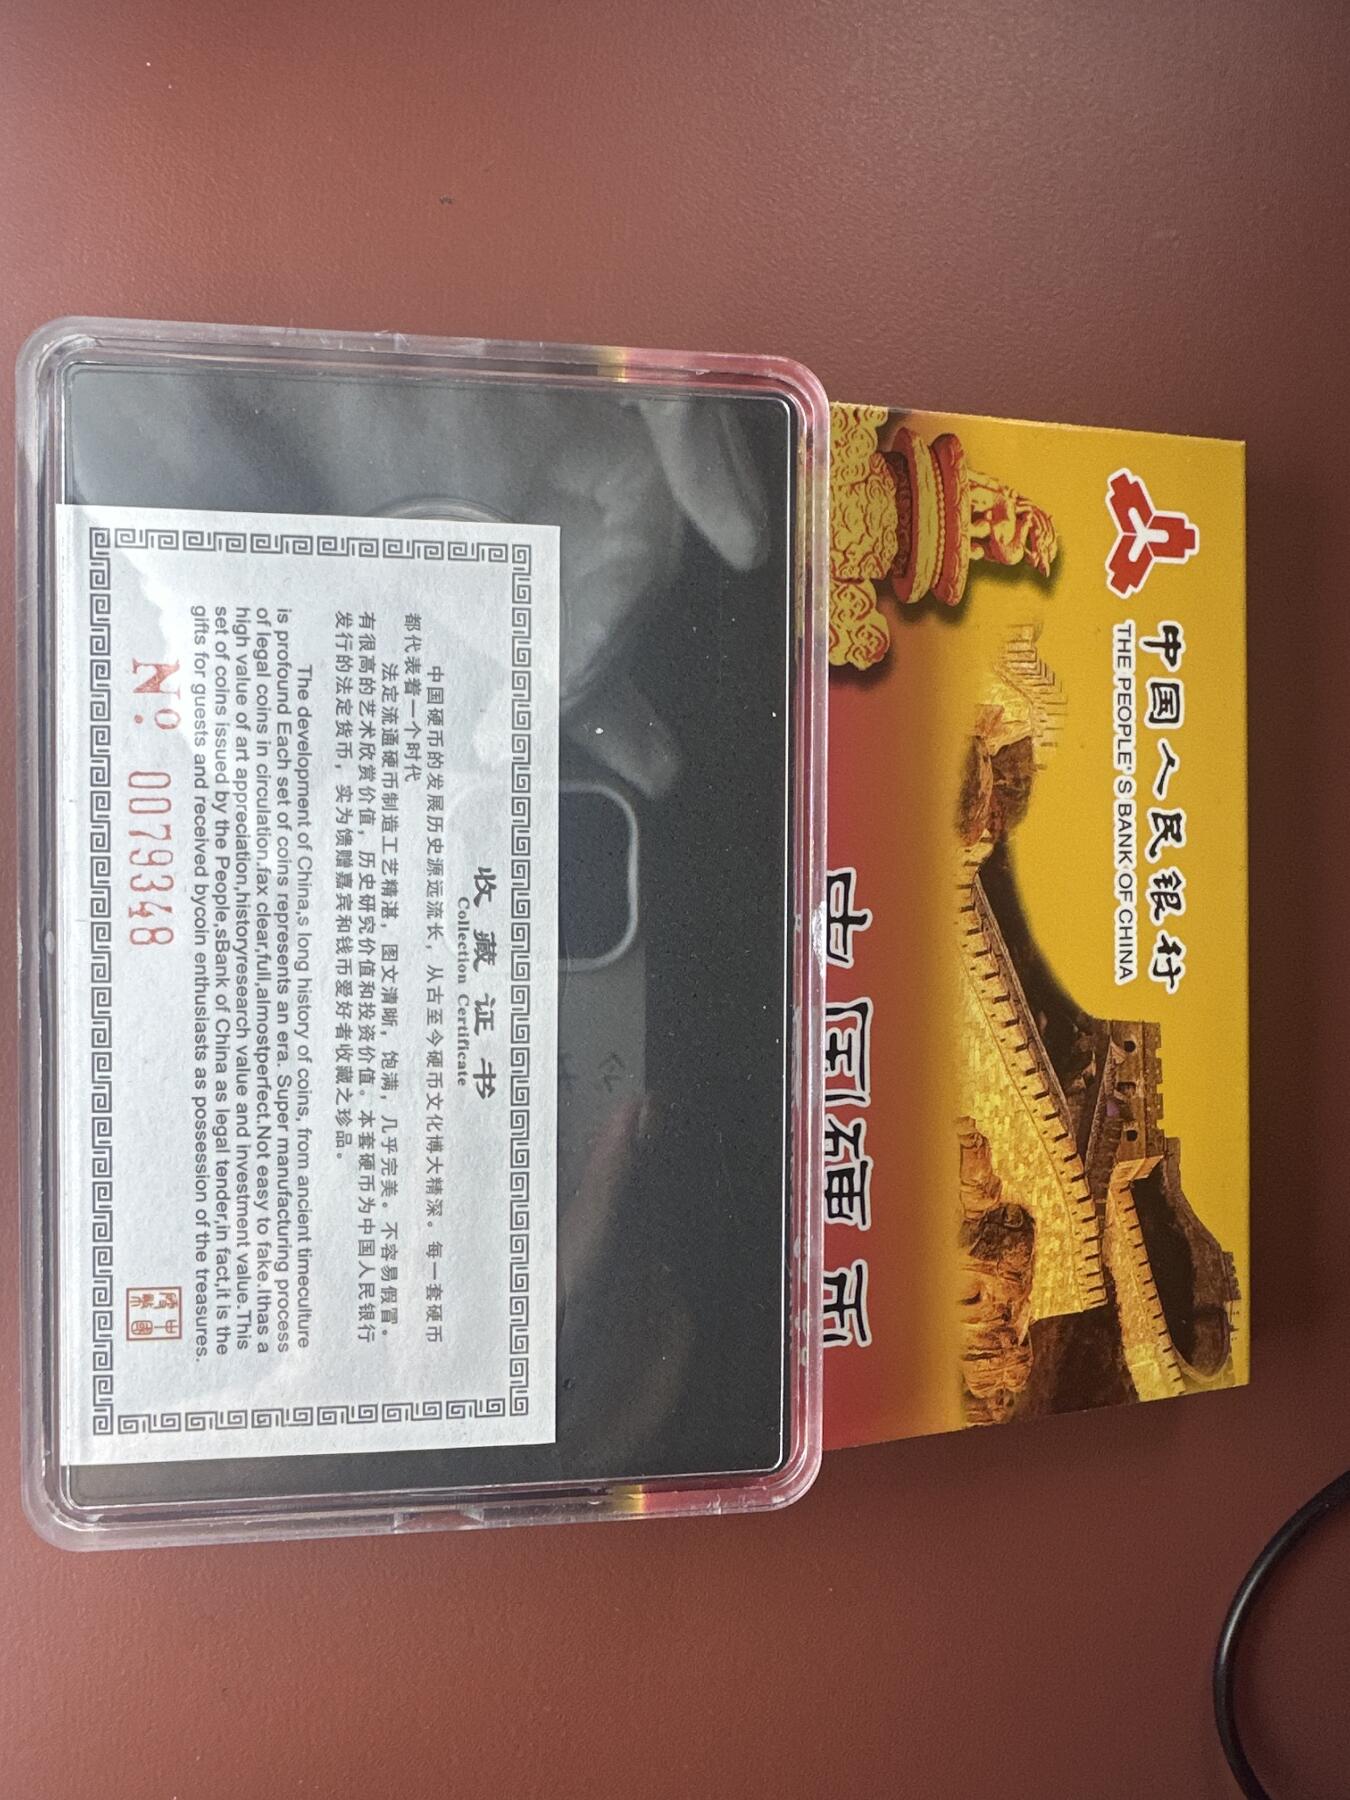 中国人民银行
THE PEOPLE'S BANK OF CHINA
中国硬币
收藏证书
Collection Certificate
中国硬币的发展历史源远流长，从古至今硬币文化博大精深。每一套硬币
都代表着一个时代
法定流通硬币制造工艺精湛，图文清晰，饱满，几乎完美。不容易假冒。
有很高的艺术欣赏价值，历史研究价值和投资价值。本套硬币为中国人民银行
发行的法定货币，实为馈赠嘉宾和钱币爱好者收藏之珍品。
The development of China,s long history of coins, from ancient timeculture
is profound Each set of coins represents an era. Super manufacturing process
of legal coins in circulation.fax clear,full,almostperfect.Not easy to fake.Ithas a
high value of art appreciation,historyresearch value and investment value.This
set of coins issued by the People,sBank of China as legal tender,in fact,it is the
gifts for guests and received bycoin enthusiasts as possession of the treasures.
Nº 0079348